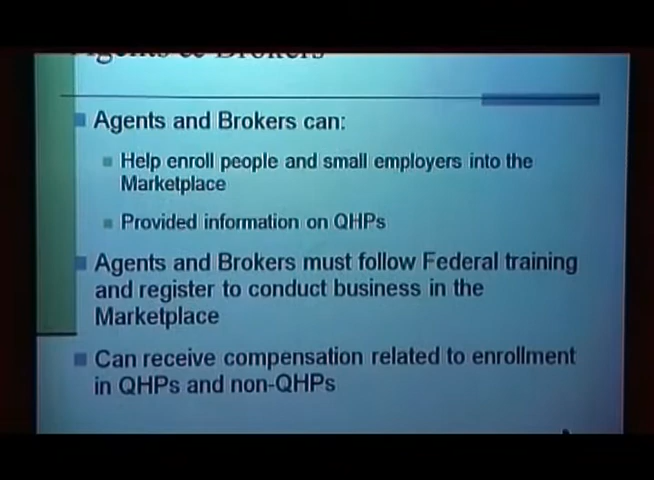 Agents & Brokers
Agents and Brokers can:
Help enroll people and small employers into the
Marketplace
Provided information on QHPs
Agents and Brokers must follow Federal training
and register to conduct business in the
Marketplace
Can receive compensation related to enrollment
in QHPs and non-QHPs